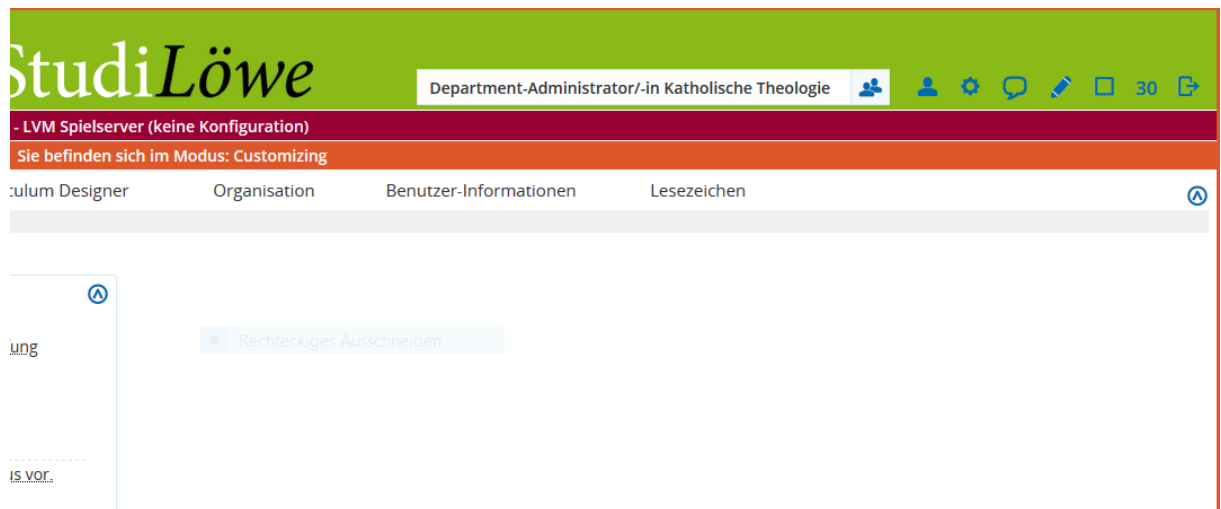 StudiLöwe
Department-Administrator/-in Katholische Theologie
30
- LVM Spielserver (keine Konfiguration)
Sie befinden sich im Modus: Customizing
culum Designer Organisation Benutzer-Informationen Lesezeichen
Rechteckiges Ausschneiden
ung
us vor.